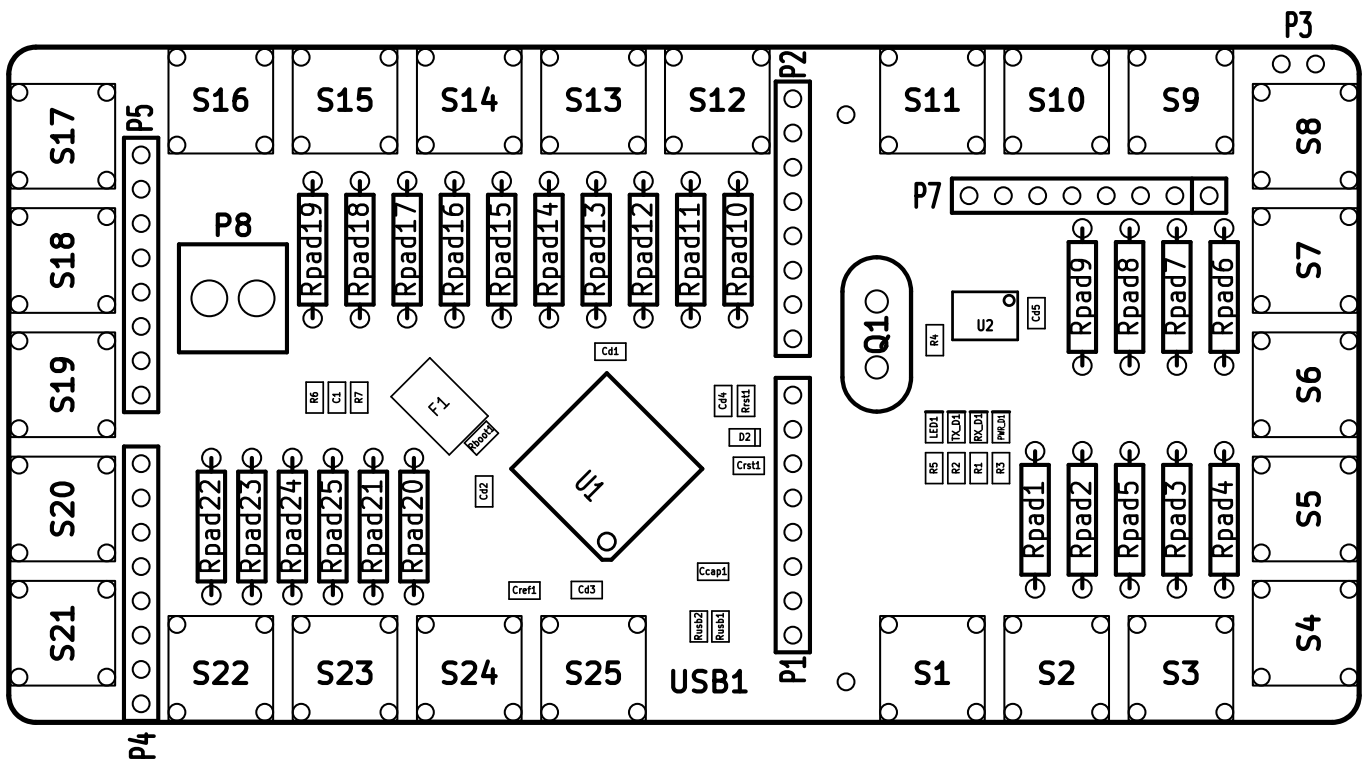 P3
S16
S15
S14
S13
S12
P2
S11
S10
S9
S17
P5
S8
P7
P8
Rpad19
Rpad18
Rpad17
Rpad16
Rpad15
Rpad14
Rpad13
Rpad12
Rpad11
Rpad10
Rpad9
Rpad8
Rpad7
Rpad6
S18
S7
Q1
U2
Cd5
R4
Cd1
S19
R6
C1
R7
F1
Rboot1
Cd4
Rrst1
S6
LED1
TX_D1
RX_D1
PWR_D1
D2
Crst1
R5
R2
R1
R3
Cd2
U1
S20
Rpad22
Rpad23
Rpad24
Rpad25
Rpad21
Rpad20
Rpad1
Rpad2
Rpad5
Rpad3
Rpad4
S5
Ccap1
Cref1
Cd3
S21
Rusb2
Rusb1
S4
S22
S23
S24
S25
USB1
P1
S1
S2
S3
P4